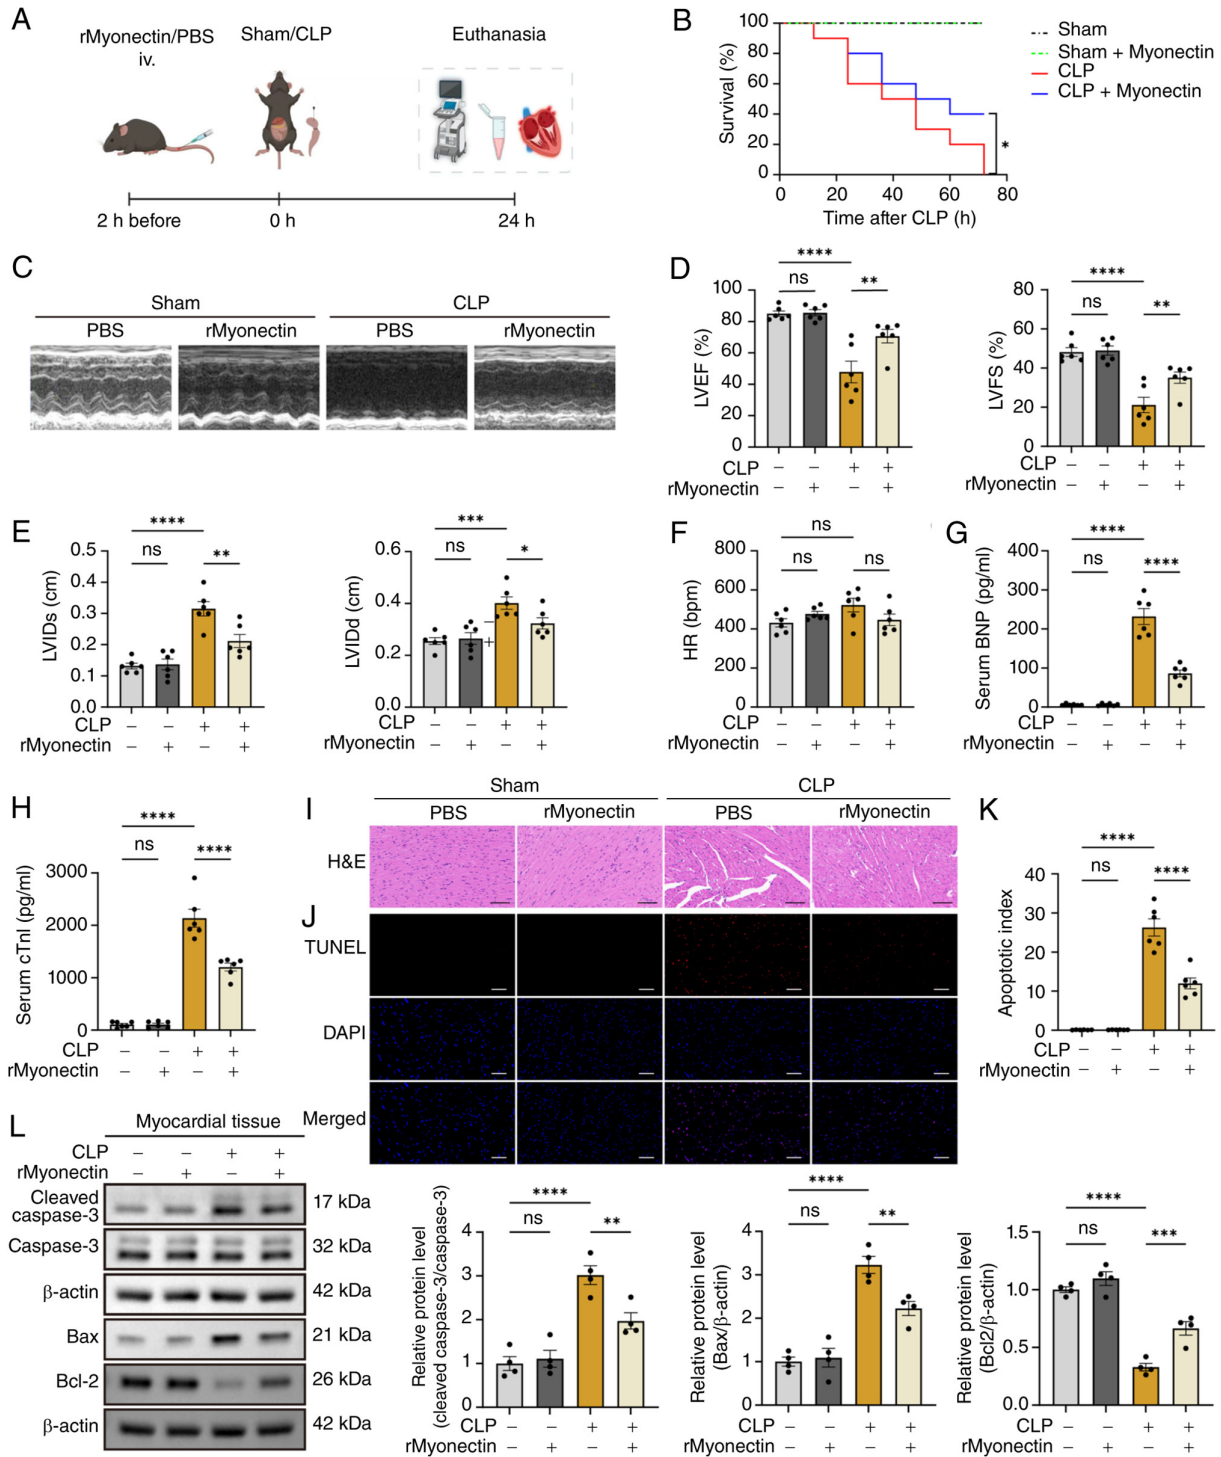 A
rMyonectin/PBS
iv.
Sham/CLP
Euthanasia
2 h before
0 h
24 h
B
Survival (%)
100
80
60
40
20
0
0 20 40 60 80
Time after CLP (h)
Sham
Sham + Myonectin
CLP
CLP + Myonectin
*
C
Sham CLP
PBS rMyonectin PBS rMyonectin
D
****
ns **
LVEF (%)
100
80
60
40
20
0
CLP − − + +
rMyonectin − + − +
****
ns **
LVFS (%)
80
60
40
20
0
CLP − − + +
rMyonectin − + − +
E
****
ns **
LVIDs (cm)
0.5
0.4
0.3
0.2
0.1
0.0
CLP − − + +
rMyonectin − + − +
***
ns *
LVIDd (cm)
0.6
0.4
0.2
0.0
CLP − − + +
rMyonectin − + − +
F
ns
ns ns
HR (bpm)
800
600
400
200
0
CLP − − + +
rMyonectin − + − +
G
****
ns ****
Serum BNP (pg/ml)
400
300
200
100
0
CLP − − + +
rMyonectin − + − +
H
****
ns ****
Serum cTnI (pg/ml)
3000
2000
1000
0
CLP − − + +
rMyonectin − + − +
I
Sham CLP
PBS rMyonectin PBS rMyonectin
H&E
J
TUNEL
DAPI
Merged
K
****
ns ****
Apoptotic index
40
30
20
10
0
CLP − − + +
rMyonectin − + − +
L
Myocardial tissue
CLP − − + +
rMyonectin − + − +
Cleaved
caspase-3 17 kDa
Caspase-3 32 kDa
β-actin 42 kDa
Bax 21 kDa
Bcl-2 26 kDa
β-actin 42 kDa
****
ns **
Relative protein level
(cleaved caspase-3/caspase-3)
4
3
2
1
0
CLP − − + +
rMyonectin − + − +
****
ns **
Relative protein level
(Bax/β-actin)
4
3
2
1
0
CLP − − + +
rMyonectin − + − +
****
ns ***
Relative protein level
(Bcl2/β-actin)
1.5
1.0
0.5
0.0
CLP − − + +
rMyonectin − + − +